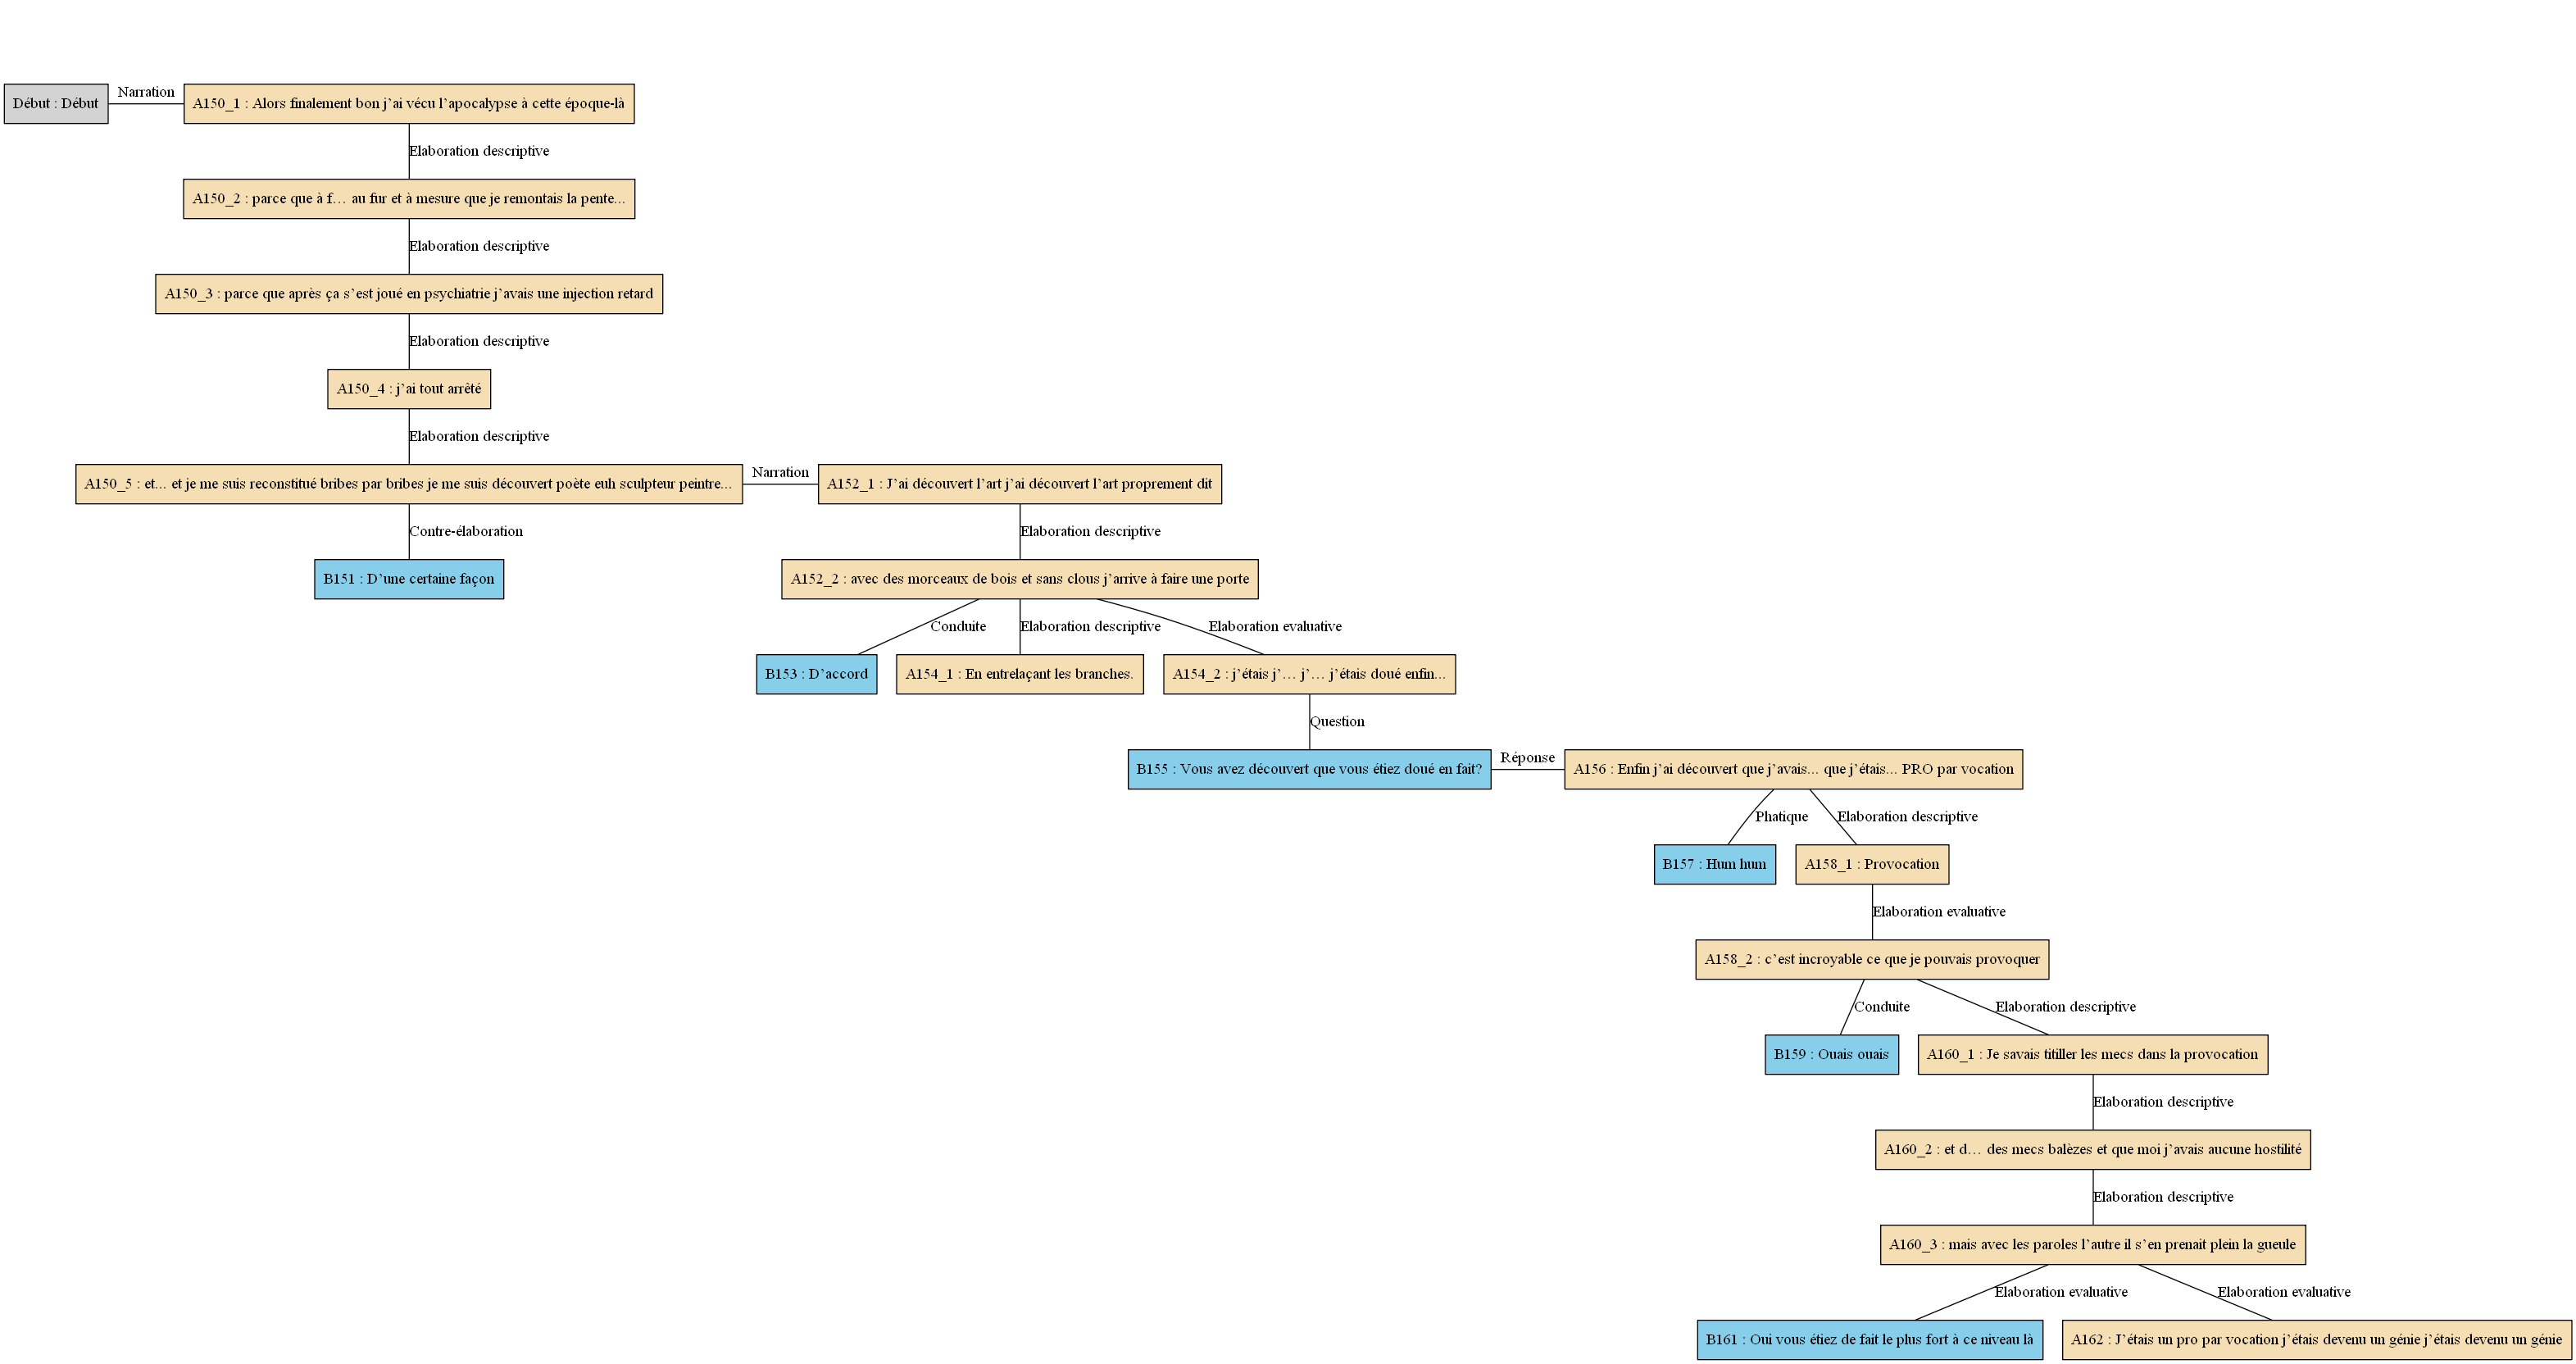 Narration
Début : Début
A150_1 : Alors finalement bon j’ai vécu l’apocalypse à cette époque-là
Elaboration descriptive
A150_2 : parce que à f… au fur et à mesure que je remontais la pente...
Elaboration descriptive
A150_3 : parce que après ça s’est joué en psychiatrie j’avais une injection retard
Elaboration descriptive
A150_4 : j’ai tout arrêté
Elaboration descriptive
A150_5 : et... et je me suis reconstitué bribes par bribes je me suis découvert poète euh sculpteur peintre...
Narration
A152_1 : J’ai découvert l’art j’ai découvert l’art proprement dit
Contre-élaboration
Elaboration descriptive
B151 : D’une certaine façon
A152_2 : avec des morceaux de bois et sans clous j’arrive à faire une porte
Conduite
Elaboration descriptive
Elaboration evaluative
B153 : D’accord
A154_1 : En entrelaçant les branches.
A154_2 : j’étais j’… j’… j’étais doué enfin...
Question
B155 : Vous avez découvert que vous étiez doué en fait?
Réponse
A156 : Enfin j’ai découvert que j’avais... que j’étais... PRO par vocation
Phatique
Elaboration descriptive
B157 : Hum hum
A158_1 : Provocation
Elaboration evaluative
A158_2 : c’est incroyable ce que je pouvais provoquer
Conduite
Elaboration descriptive
B159 : Ouais ouais
A160_1 : Je savais titiller les mecs dans la provocation
Elaboration descriptive
A160_2 : et d… des mecs balèzes et que moi j’avais aucune hostilité
Elaboration descriptive
A160_3 : mais avec les paroles l’autre il s’en prenait plein la gueule
Elaboration evaluative
Elaboration evaluative
B161 : Oui vous étiez de fait le plus fort à ce niveau là
A162 : J’étais un pro par vocation j’étais devenu un génie j’étais devenu un génie